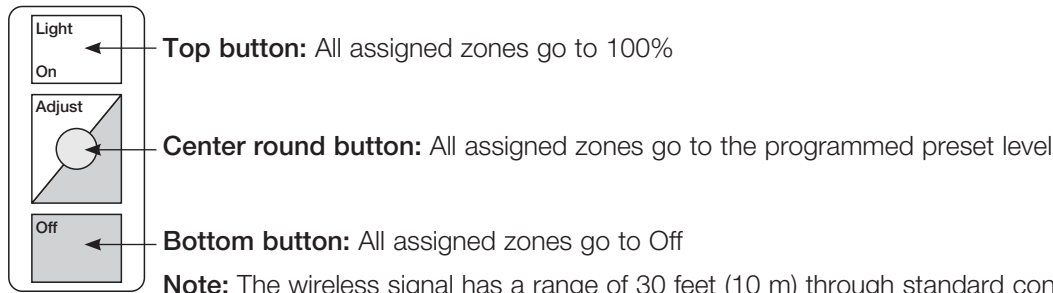 Light
On
Top button: All assigned zones go to 100%
Adjust
Center round button: All assigned zones go to the programmed preset level
Off
Bottom button: All assigned zones go to Off
Note: The wireless signal has a range of 30 feet (10 m) through standard